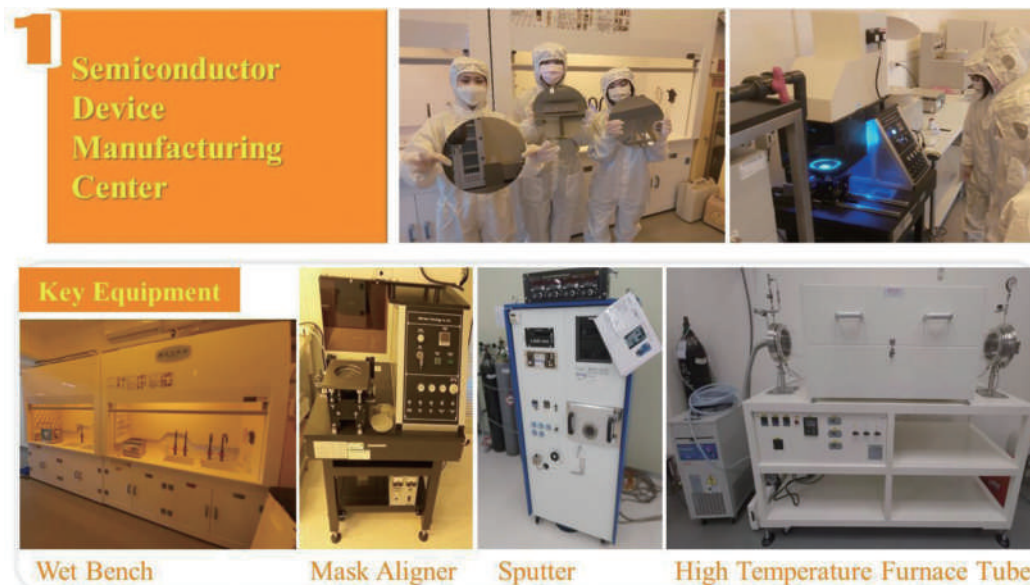 1
Semiconductor
Device
Manufacturing
Center
Key Equipment
Wet Bench
Mask Aligner
Sputter
High Temperature Furnace Tube